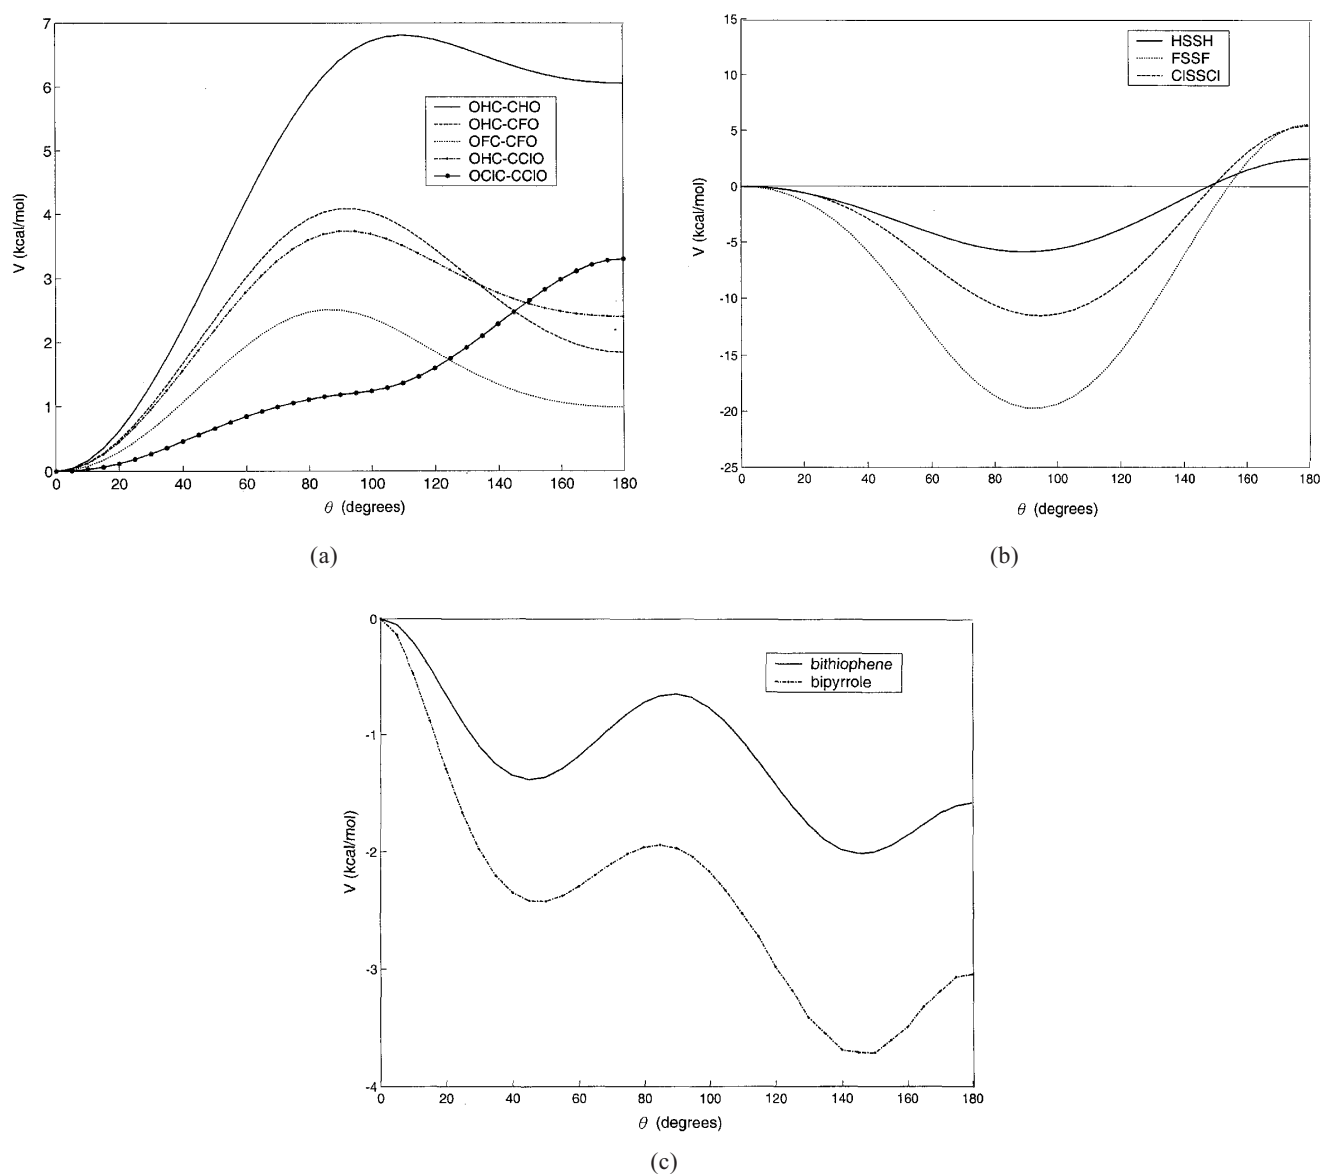 7
6
5
4
3
2
1
0
V (kcal/mol)
OHC-CHO
OHC-CFO
OFC-CFO
OHC-CClO
OClC-CClO
0 20 40 60 80 100 120 140 160 180
θ (degrees)
(a)
15
10
5
0
-5
-10
-15
-20
-25
V (kcal/mol)
HSSH
FSSF
ClSSCl
0 20 40 60 80 100 120 140 160 180
θ (degrees)
(b)
0
-1
-2
-3
-4
V (kcal/mol)
bithiophene
bipyrrole
0 20 40 60 80 100 120 140 160 180
θ (degrees)
(c)